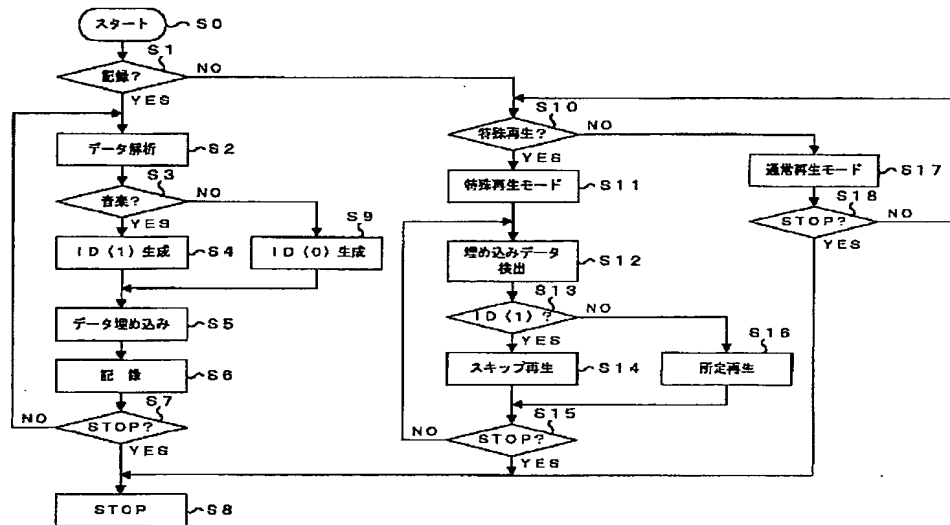 スタート
S0
S1
記録?
NO
YES
データ解析
S2
S3
音楽?
NO
YES
ID(1)生成
S4
S9
ID(0)生成
データ埋め込み
S5
記 録
S6
S7
STOP?
NO
YES
STOP
S8
S10
特殊再生?
NO
YES
特殊再生モード
S11
埋め込みデータ
検出
S12
S13
ID(1)?
NO
YES
スキップ再生
S14
S16
所定再生
S15
STOP?
NO
YES
通常再生モード
S17
S18
STOP?
NO
YES